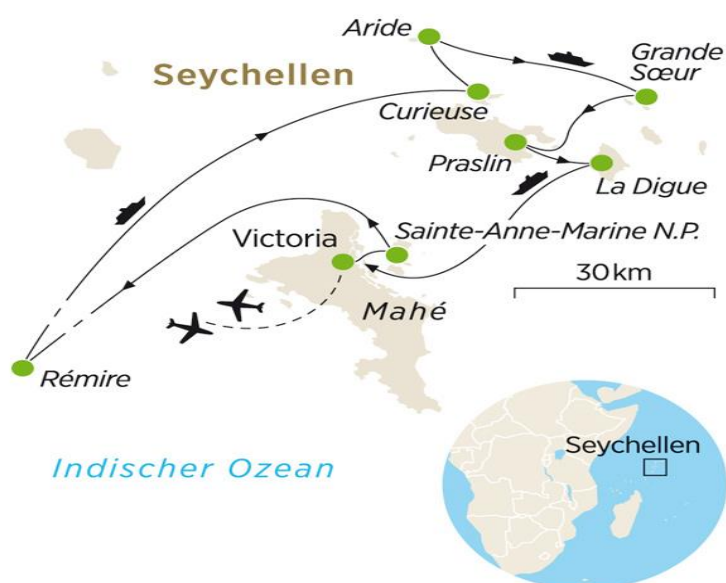 Aride
Seychellen
Grande
Sœur
Curieuse
Praslin
La Digue
Victoria
Sainte-Anne-Marine N.P.
30 km
Mahé
Rémire
Indischer Ozean
Seychellen